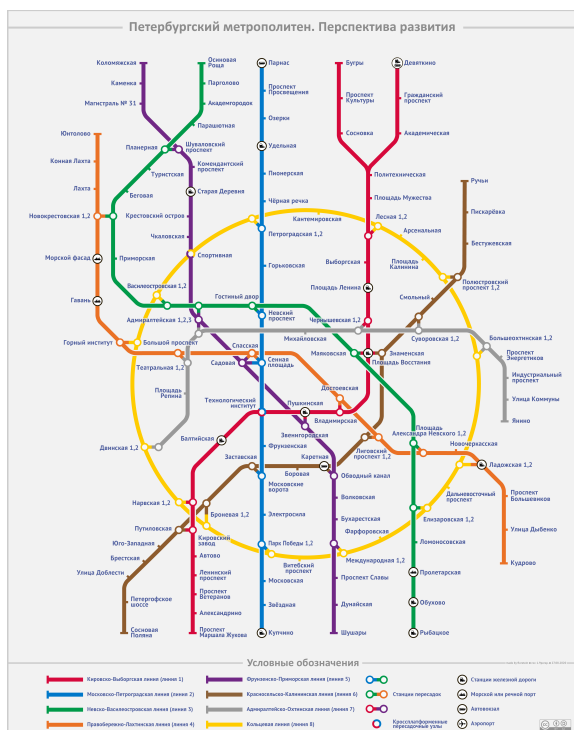 Петербургский метрополитен. Перспектива развития
Коломяжская
Каменка
Магистраль № 31
Осиновая
Роща
Парголово
Академгородок
Парашютная
Парнас
Проспект
Просвещения
Озерки
Удельная
Пионерская
Чёрная речка
Бугры
Проспект
Культуры
Сосновка
Девяткино
Гражданский
проспект
Академическая
Юнтолово
Конная Лахта
Лахта
Новокрестовская 1,2
Морской фасад
Гавань
Горный институт
Планерная
Шуваловский
проспект
Комендантский
проспект
Туристская
Старая Деревня
Беговая
Крестовский остров
Чкаловская
Спортивная
Приморская
Василеостровская 1,2
Адмиралтейская 1,2,3
Большой проспект
Театральная 1,2
Политехническая
Площадь Мужества
Кантемировская
Лесная 1,2
Петроградская 1,2
Арсенальная
Горьковская
Выборгская
Площадь
Калинина
Площадь Ленина
Ручьи
Пискарёвка
Бестужевская
Полюстровский
проспект 1,2
Смольный
Гостиный двор
Невский
проспект
Чернышевская 1,2
Михайловская
Суворовская 1,2
Большеохтинская 1,2
Проспект
Энергетиков
Индустриальный
проспект
Улица Коммуны
Янино
Спасская
Садовая
Сенная
площадь
Маяковская
Знаменская
Площадь Восстания
Площадь
Репина
Технологический
институт
Достоевская
Пушкинская
Владимирская
Звенигородская
Площадь
Александра Невского 1,2
Двинская 1,2
Балтийская
Фрунзенская
Лиговский
проспект 1,2
Новочеркасская
Заставская
Каретная
Боровая
Обводный канал
Ладожская 1,2
Московские
ворота
Волковская
Дальневосточный
проспект
Проспект
Большевиков
Нарвская 1,2
Броневая 1,2
Электросила
Бухарестская
Елизаровская 1,2
Улица Дыбенко
Путиловская
Кировский
завод
Фарфоровская
Юго-Западная
Автово
Парк Победы 1,2
Международная 1,2
Ломоносовская
Брестская
Витебский
проспект
Кудрово
Улица Доблести
Ленинский
проспект
Московская
Проспект Славы
Пролетарская
Проспект
Ветеранов
Петергофское
шоссе
Александрино
Звёздная
Дунайская
Обухово
Сосновая
Поляна
Проспект
Маршала Жукова
Купчино
Шушары
Рыбацкое
Условные обозначения
Кировско-Выборгская линия (линия 1)
Московско-Петроградская линия (линия 2)
Невско-Василеостровская линия (линия 3)
Правобережно-Лахтинская линия (линия 4)
Фрунзенско-Приморская линия (линия 5)
Красносельско-Калининская линия (линия 6)
Адмиралтейско-Охтинская линия (линия 7)
Кольцевая линия (линия 8)
Станции пересадок
Кроссплатформенные
пересадочные узлы
Станции железной дороги
Морской или речной порт
Автовокзал
Аэропорт